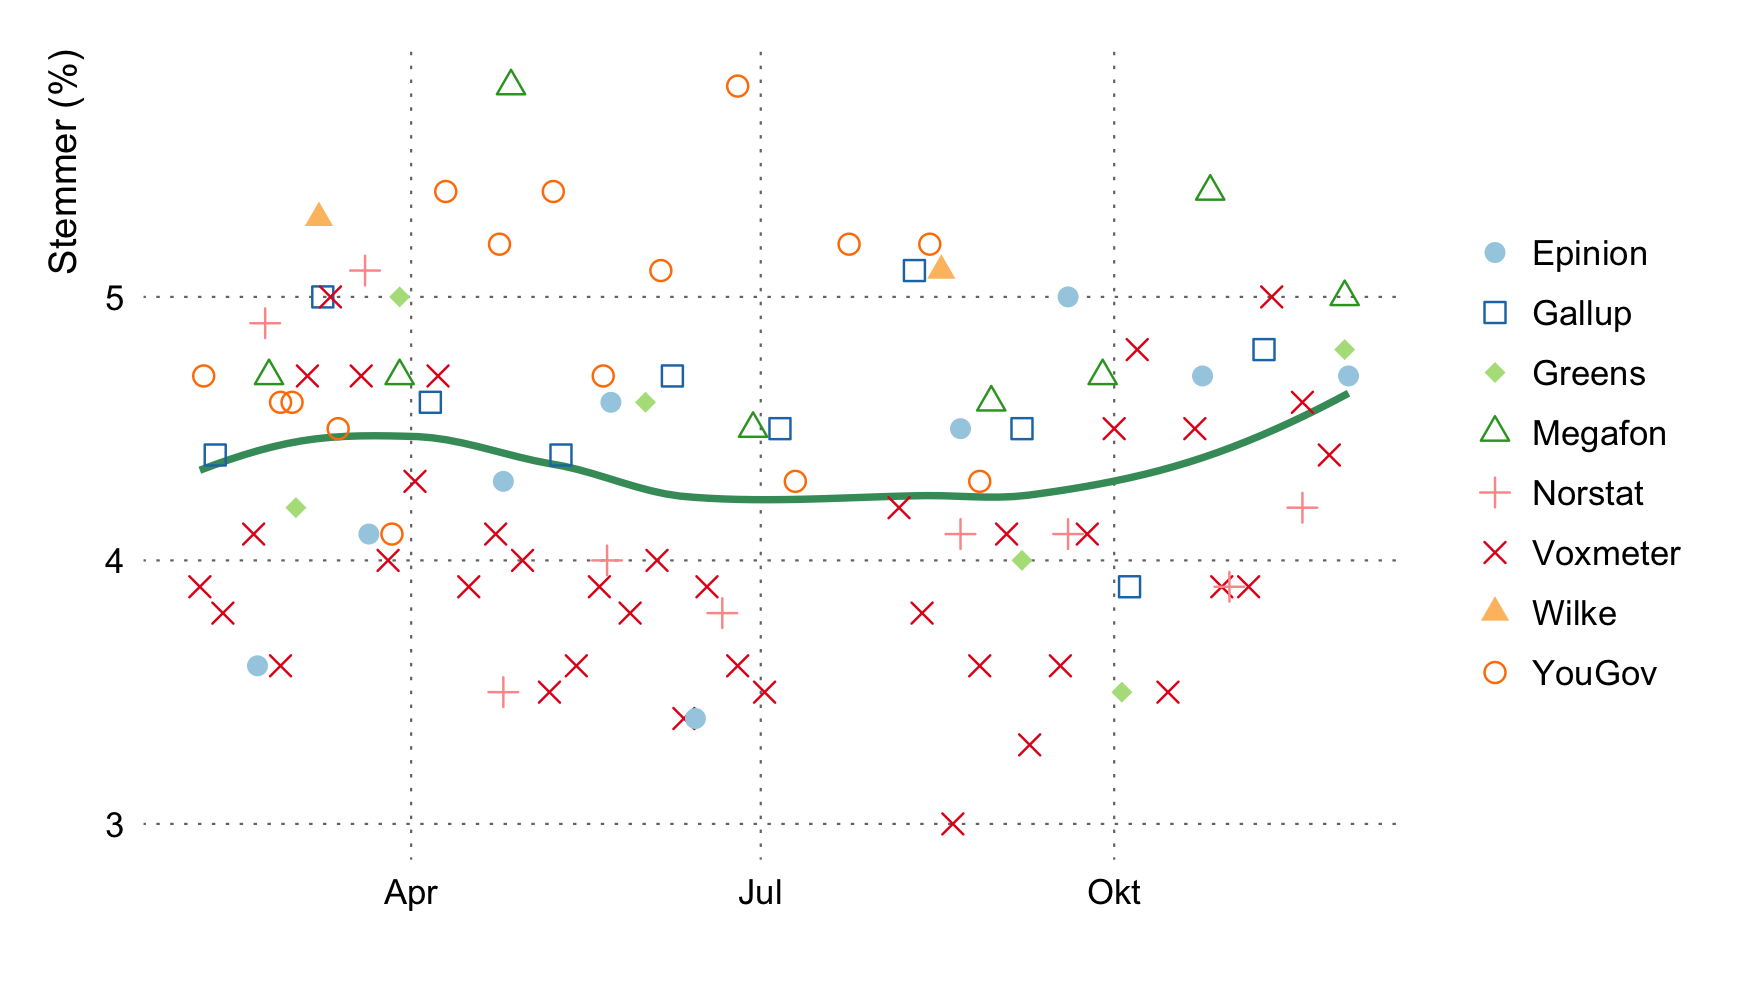 Stemmer (%)
5
4
3
Apr
Jul
Okt
Epinion
Gallup
Greens
Megafon
Norstat
Voxmeter
Wilke
YouGov